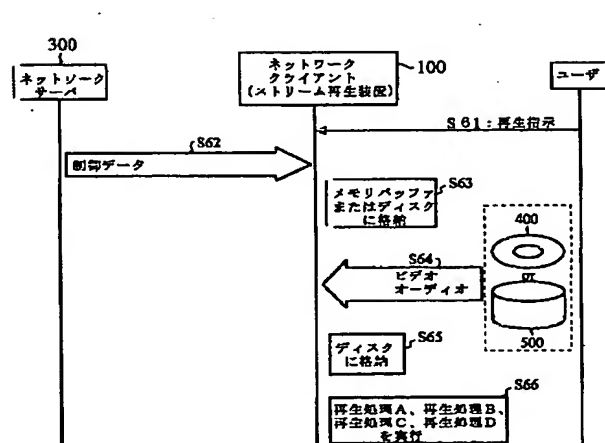 300
ネットワーク
サーバ
ネットワーク
クライアント
(ストリーム再生装置)
100
ユーザ
S61:再生指示
S62
制御データ
S63
メモリバッファ
またはディスク
に格納
400
or
500
S64
ビデオ
オーディオ
S65
ディスク
に格納
S66
再生処理A、再生処理B、
再生処理C、再生処理D
を実行